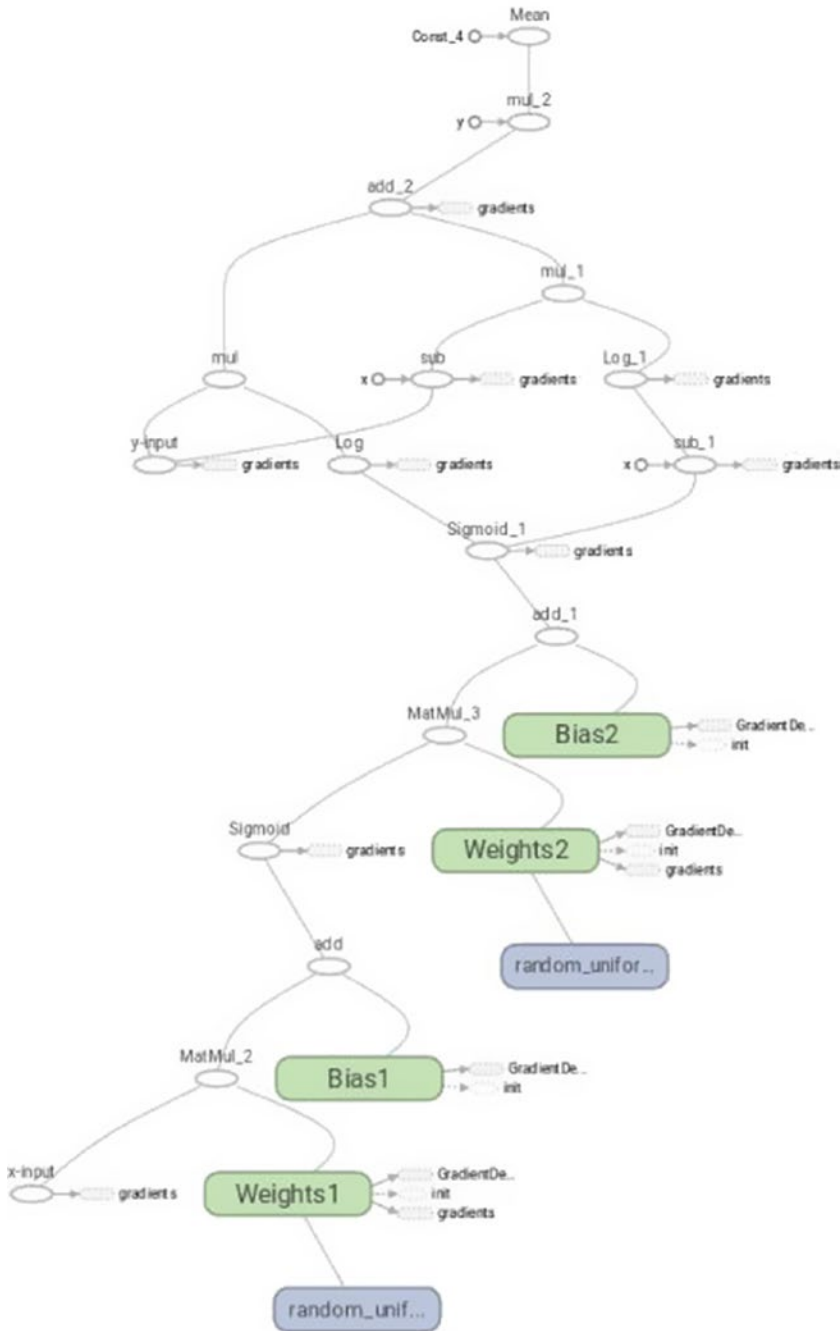 Mean
Const_4
mul_2
y
add_2
gradients
mul_1
mul
x
sub
gradients
Log_1
gradients
y-input
gradients
Log
gradients
x
sub_1
gradients
Sigmoid_1
gradients
add_1
MatMul_3
Bias2
GradientDe...
init
Sigmoid
gradients
Weights2
GradientDe...
init
gradients
add
random_unifor...
MatMul_2
Bias1
GradientDe...
init
x-input
gradients
Weights1
GradientDe...
init
gradients
random_unif...